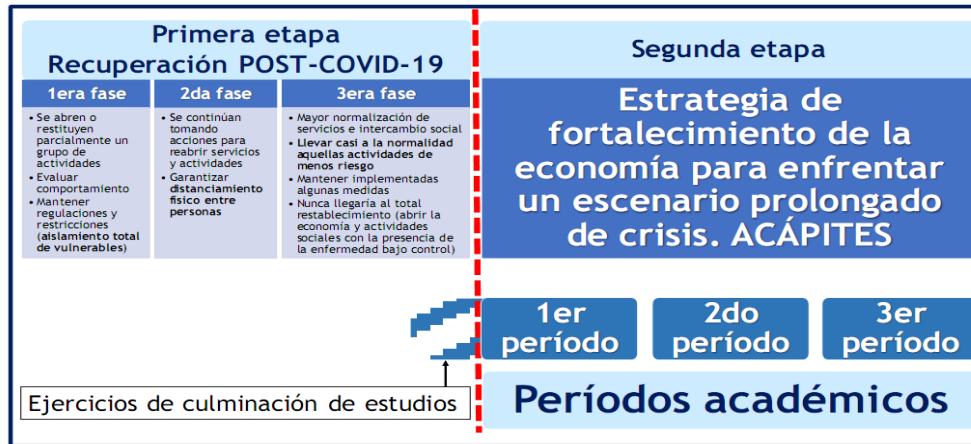 Primera etapa
Recuperación POST-COVID-19
1era fase
• Se abren o
restituyen
parcialmente un
grupo de
actividades
• Evaluar
comportamiento
• Mantener
regulaciones y
restricciones
(aislamiento total
de vulnerables)
2da fase
• Se continúan
tomando
acciones para
reabrir servicios
y actividades
• Garantizar
distanciamiento
físico entre
personas
3era fase
• Mayor normalización de
servicios e intercambio social
• Llevar casi a la normalidad
aquellas actividades de
menos riesgo
• Mantener implementadas
algunas medidas
• Nunca llegaría al total
restablecimiento (abrir la
economía y actividades
sociales con la presencia de
la enfermedad bajo control)
Segunda etapa
Estrategia de
fortalecimiento de la
economía para enfrentar
un escenario prolongado
de crisis. ACÁPITES
1er
período
2do
período
3er
período
Ejercicios de culminación de estudios
Períodos académicos